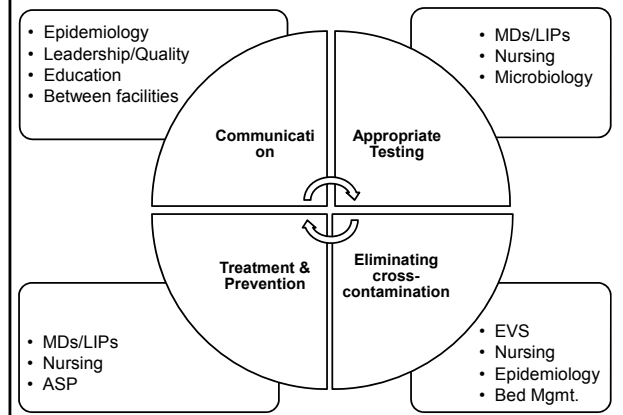 • Epidemiology
• Leadership/Quality
• Education
• Between facilities
• MDs/LIPs
• Nursing
• Microbiology
Communicati
on
Appropriate
Testing
Treatment &
Prevention
Eliminating
cross-
contamination
• MDs/LIPs
• Nursing
• ASP
• EVS
• Nursing
• Epidemiology
• Bed Mgmt.